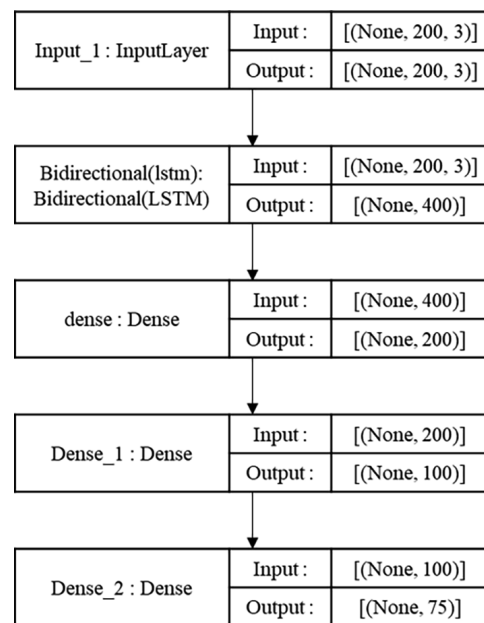 Input_1 : InputLayer
Input :
[(None, 200, 3)]
Output :
[(None, 200, 3)]
Bidirectional(lstm):
Bidirectional(LSTM)
Input :
[(None, 200, 3)]
Output :
[(None, 400)]
dense : Dense
Input :
[(None, 400)]
Output :
[(None, 200)]
Dense_1 : Dense
Input :
[(None, 200)]
Output :
[(None, 100)]
Dense_2 : Dense
Input :
[(None, 100)]
Output :
[(None, 75)]